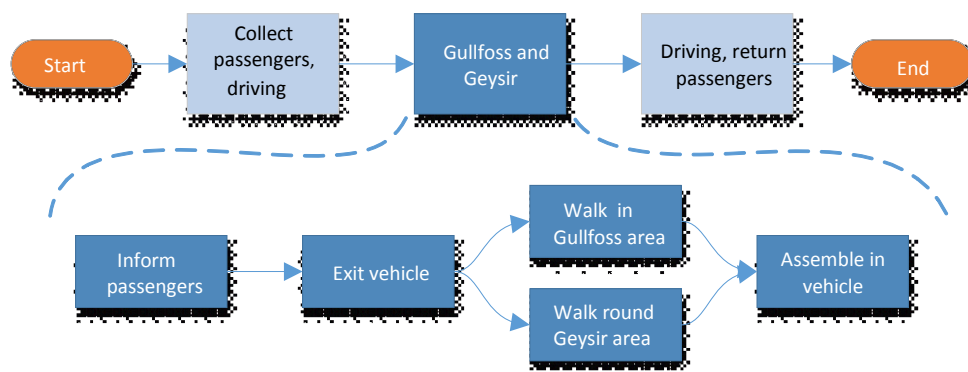 Start
Collect
passengers,
driving
Gullfoss and
Geysir
Driving, return
passengers
End
Inform
passengers
Exit vehicle
Walk in
Gullfoss area
Walk round
Geysir area
Assemble in
vehicle